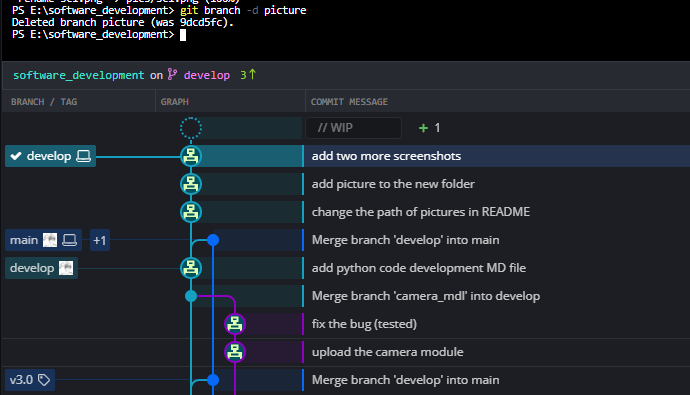 PS E:\software_development> git branch -d picture
Deleted branch picture (was 9dcd5fc).
PS E:\software_development>
software_development on develop 3↑
BRANCH / TAG GRAPH COMMIT MESSAGE
// WIP + 1
✓ develop add two more screenshots
add picture to the new folder
change the path of pictures in README
main +1 Merge branch 'develop' into main
develop add python code development MD file
Merge branch 'camera_mdl' into develop
fix the bug (tested)
upload the camera module
v3.0 Merge branch 'develop' into main